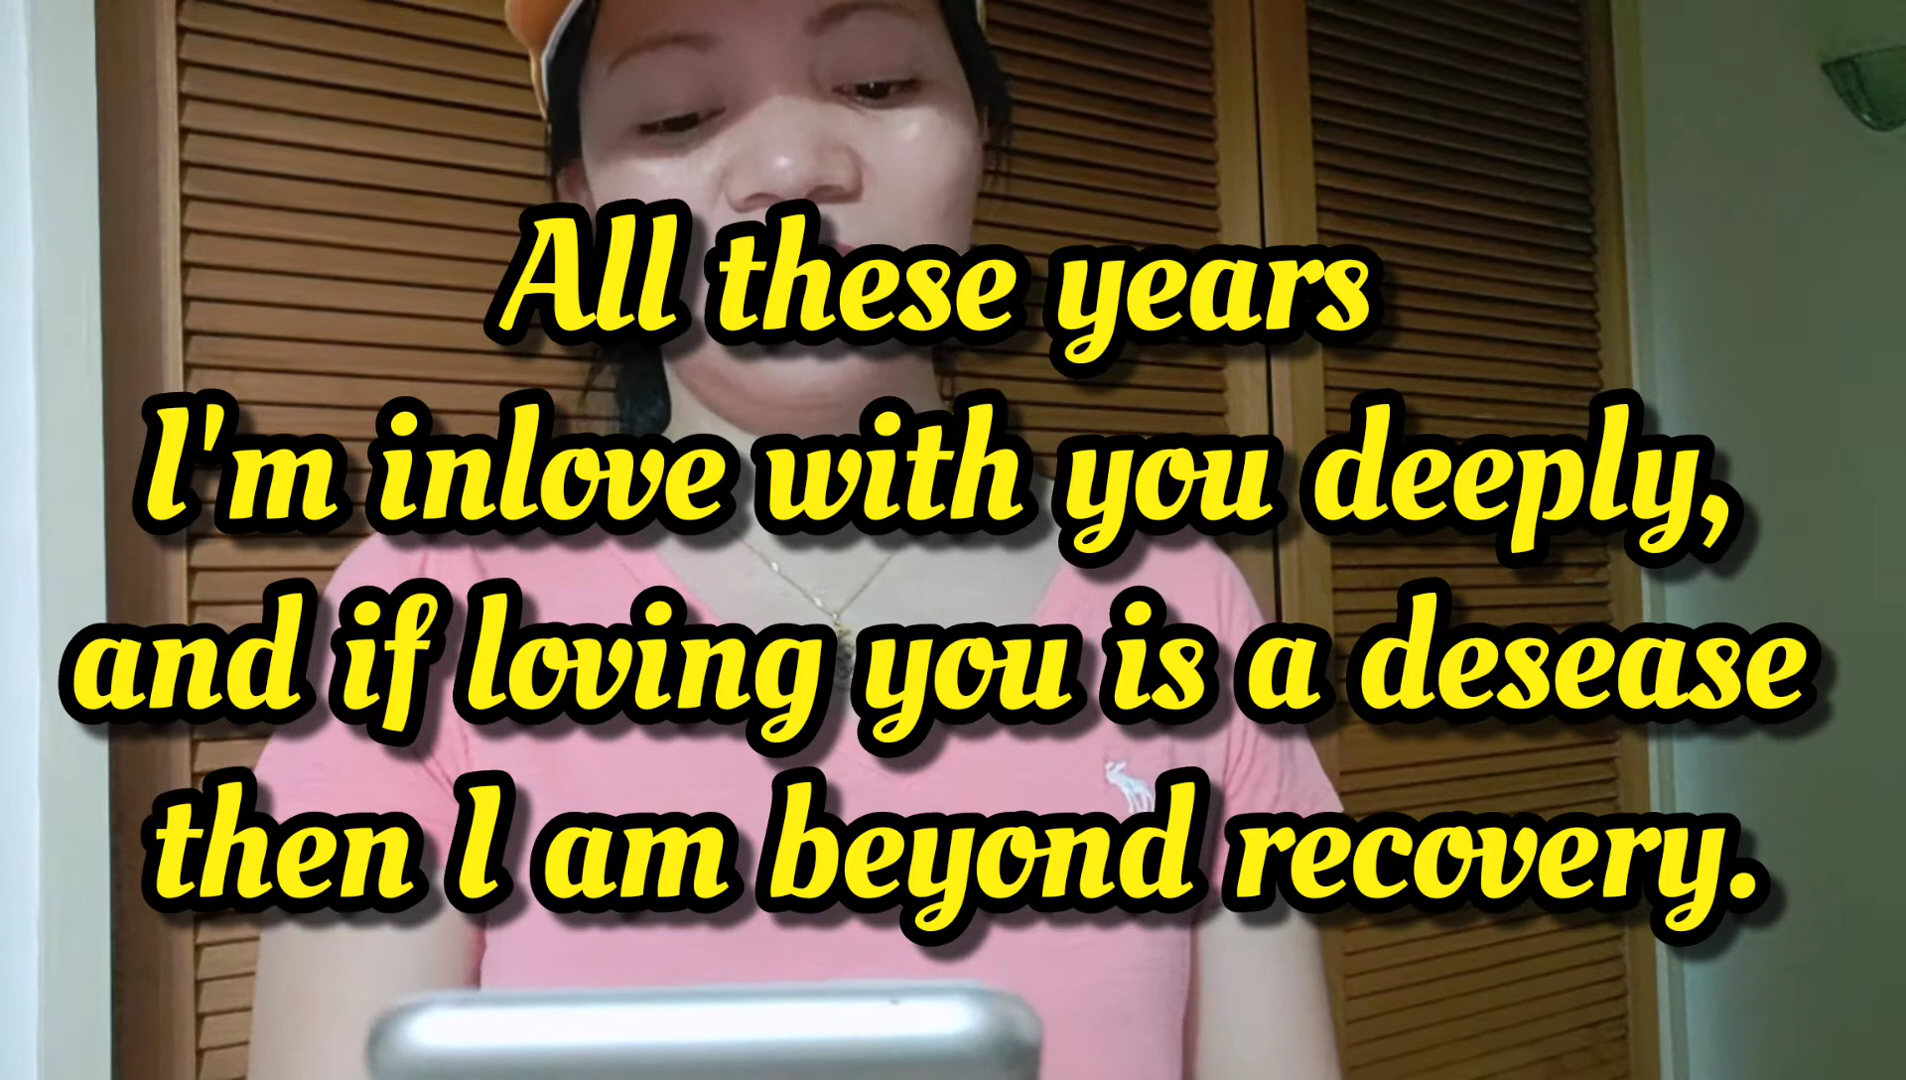 All these years
I'm inlove with you deeply,
and if loving you is a desease
then I am beyond recovery.